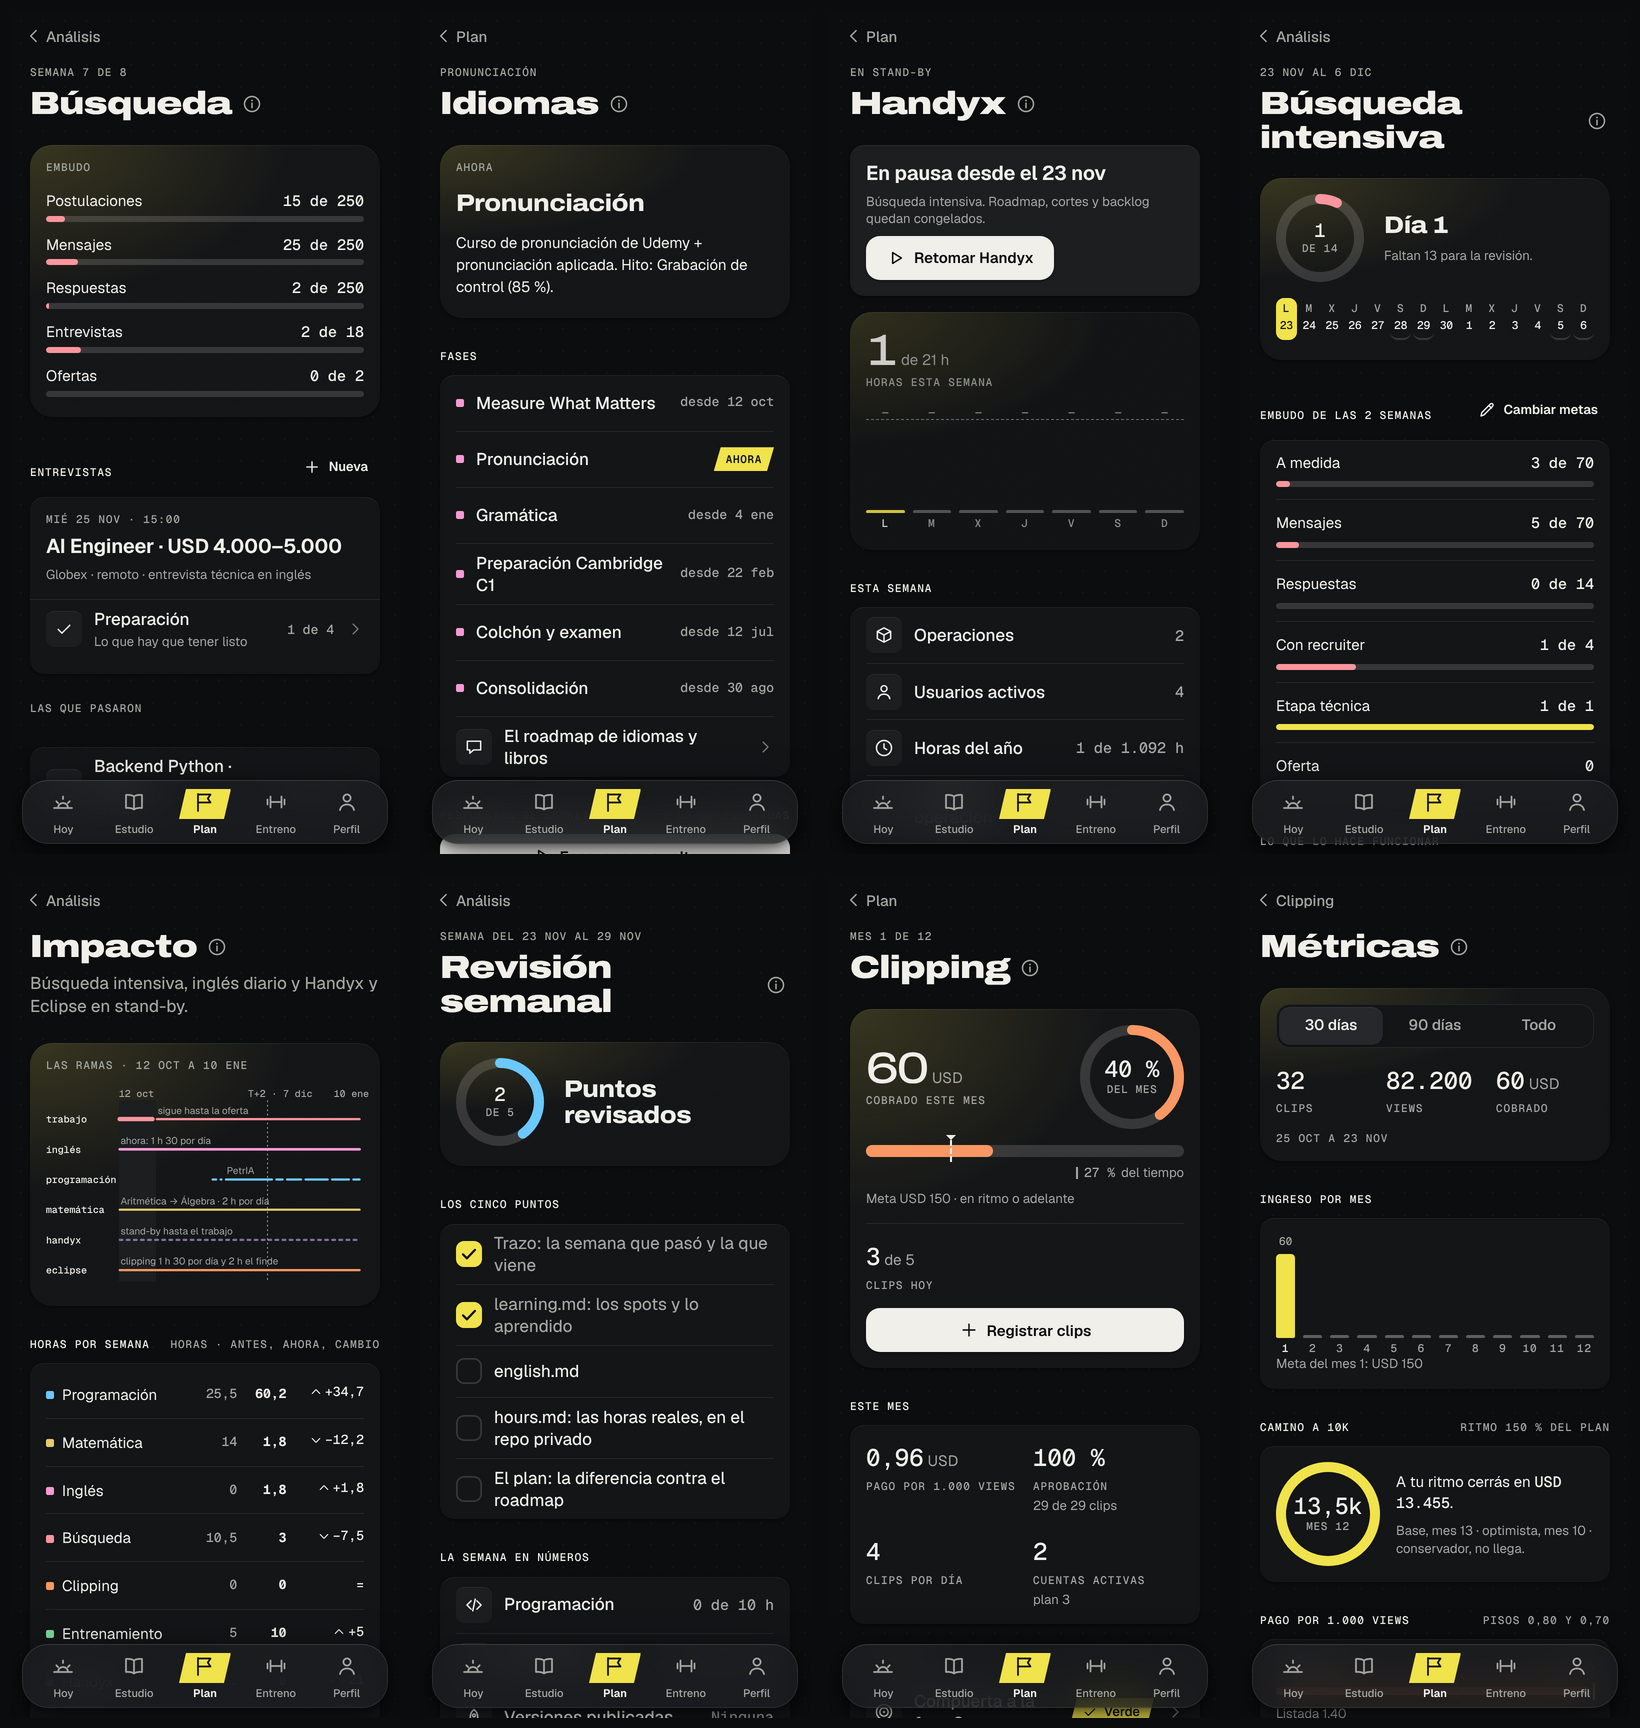 Análisis
SEMANA 7 DE 8
Búsqueda
EMBUDO
Postulaciones 15 de 250
Mensajes 25 de 250
Respuestas 2 de 250
Entrevistas 2 de 18
Ofertas 0 de 2
ENTREVISTAS + Nueva
MIÉ 25 NOV · 15:00
AI Engineer · USD 4.000–5.000
Globex · remoto · entrevista técnica en inglés
Preparación
Lo que hay que tener listo
1 de 4
LAS QUE PASARON
Backend Python ·
Hoy Estudio Plan Entreno Perfil
Plan
PRONUNCIACIÓN
Idiomas
AHORA
Pronunciación
Curso de pronunciación de Udemy +
pronunciación aplicada. Hito: Grabación de
control (85 %).
FASES
Measure What Matters desde 12 oct
Pronunciación AHORA
Gramática desde 4 ene
Preparación Cambridge
C1
desde 22 feb
Colchón y examen desde 12 jul
Consolidación desde 30 ago
El roadmap de idiomas y
libros
Hoy Estudio Plan Entreno Perfil
Plan
EN STAND-BY
Handyx
En pausa desde el 23 nov
Búsqueda intensiva. Roadmap, cortes y backlog
quedan congelados.
Retomar Handyx
1 de 21 h
HORAS ESTA SEMANA
– – – – – – –
L M X J V S D
ESTA SEMANA
Operaciones 2
Usuarios activos 4
Horas del año 1 de 1.092 h
Hoy Estudio Plan Entreno Perfil
Análisis
23 NOV AL 6 DIC
Búsqueda
intensiva
1
DE 14
Día 1
Faltan 13 para la revisión.
L M X J V S D L M X J V S D
23 24 25 26 27 28 29 30 1 2 3 4 5 6
EMBUDO DE LAS 2 SEMANAS Cambiar metas
A medida 3 de 70
Mensajes 5 de 70
Respuestas 0 de 14
Con recruiter 1 de 4
Etapa técnica 1 de 1
Oferta 0
Hoy Estudio Plan Entreno Perfil
LO QUE LO HACE FUNCIONAR
Análisis
Impacto
Búsqueda intensiva, inglés diario y Handyx y
Eclipse en stand-by.
LAS RAMAS · 12 OCT A 10 ENE
12 oct T+2 · 7 dic 10 ene
sigue hasta la oferta
trabajo
ahora: 1 h 30 por día
inglés
PetrIA
programación
Aritmética → Álgebra · 2 h por día
matemática
stand-by hasta el trabajo
handyx
clipping 1 h 30 por día y 2 h el finde
eclipse
HORAS POR SEMANA HORAS · ANTES, AHORA, CAMBIO
Programación 25,5 60,2 +34,7
Matemática 14 1,8 −12,2
Inglés 0 1,8 +1,8
Búsqueda 10,5 3 −7,5
Clipping 0 0 =
Entrenamiento 5 10 +5
Hoy Estudio Plan Entreno Perfil
Análisis
SEMANA DEL 23 NOV AL 29 NOV
Revisión
semanal
2
DE 5
Puntos
revisados
LOS CINCO PUNTOS
Trazo: la semana que pasó y la que
viene
learning.md: los spots y lo
aprendido
english.md
hours.md: las horas reales, en el
repo privado
El plan: la diferencia contra el
roadmap
LA SEMANA EN NÚMEROS
Programación 0 de 10 h
Hoy Estudio Plan Entreno Perfil
Versiones publicadas Ninguna
Plan
MES 1 DE 12
Clipping
60 USD
COBRADO ESTE MES
40 %
DEL MES
27 % del tiempo
Meta USD 150 · en ritmo o adelante
3 de 5
CLIPS HOY
+ Registrar clips
ESTE MES
0,96 USD
PAGO POR 1.000 VIEWS
100 %
APROBACIÓN
29 de 29 clips
4
CLIPS POR DÍA
2
CUENTAS ACTIVAS
plan 3
Hoy Estudio Plan Entreno Perfil
Compuerta a la
Verde
Clipping
Métricas
30 días 90 días Todo
32
CLIPS
82.200
VIEWS
60 USD
COBRADO
25 OCT A 23 NOV
INGRESO POR MES
60
1 2 3 4 5 6 7 8 9 10 11 12
Meta del mes 1: USD 150
CAMINO A 10K RITMO 150 % DEL PLAN
13,5k
MES 12
A tu ritmo cerrás en USD
13.455.
Base, mes 13 · optimista, mes 10 ·
conservador, no llega.
PAGO POR 1.000 VIEWS PISOS 0,80 Y 0,70
Hoy Estudio Plan Entreno Perfil
Listada 1.40